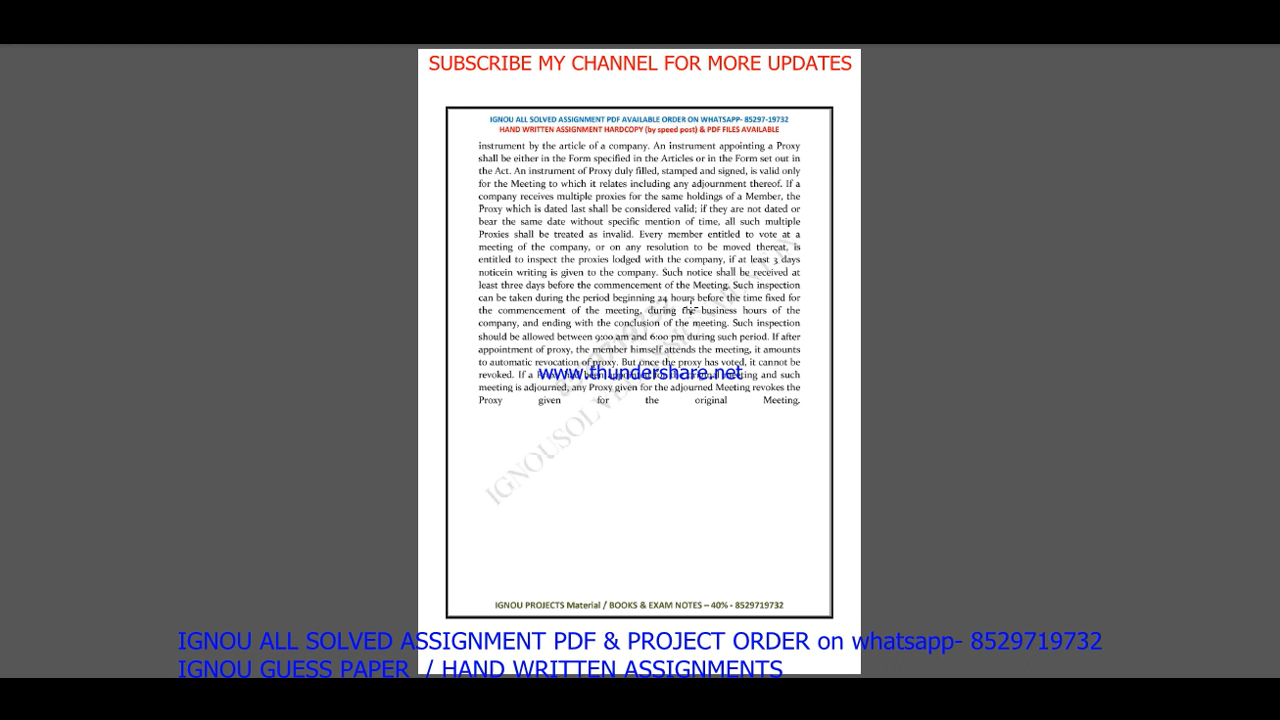 SUBSCRIBE MY CHANNEL FOR MORE UPDATES
IGNOU ALL SOLVED ASSIGNMENT PDF AVAILABLE ORDER ON WHATSAPP- 85297-19732
HAND WRITTEN ASSIGNMENT HARDCOPY (by speed post) & PDF FILES AVAILABLE
instrument by the article of a company. An instrument appointing a Proxy
shall be either in the Form specified in the Articles or in the Form set out in
the Act. An instrument of Proxy duly filled, stamped and signed, is valid only
for the Meeting to which it relates including any adjournment thereof. If a
company receives multiple proxies for the same holdings of a Member, the
Proxy which is dated last shall be considered valid; if they are not dated or
bear the same date without specific mention of time, all such multiple
Proxies shall be treated as invalid. Every member entitled to vote at a
meeting of the company, or on any resolution to be moved thereat, is
entitled to inspect the proxies lodged with the company, if at least 3 days
noticein writing is given to the company. Such notice shall be received at
least three days before the commencement of the Meeting. Such inspection
can be taken during the period beginning 24 hours before the time fixed for
the commencement of the meeting, during the business hours of the
company, and ending with the conclusion of the meeting. Such inspection
should be allowed between 9:00 am and 6:00 pm during such period. If after
appointment of proxy, the member himself attends the meeting, it amounts
to automatic revocation of proxy. But once the proxy has voted, it cannot be
revoked. If a meeting and such
www.thundershare.net
meeting is adjourned, any Proxy given for the adjourned Meeting revokes the
Proxy given for the original Meeting.
IGNOU PROJECTS Material / BOOKS & EXAM NOTES – 40% - 8529719732
IGNOU ALL SOLVED ASSIGNMENT PDF & PROJECT ORDER on whatsapp- 8529719732
IGNOU GUESS PAPER / HAND WRITTEN ASSIGNMENTS